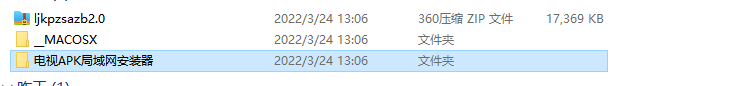 ljkpzsazb2.0 2022/3/24 13:06 360压缩 ZIP 文件 17,369 KB
__MACOSX 2022/3/24 13:06 文件夹
电视APK局域网安装器 2022/3/24 13:06 文件夹